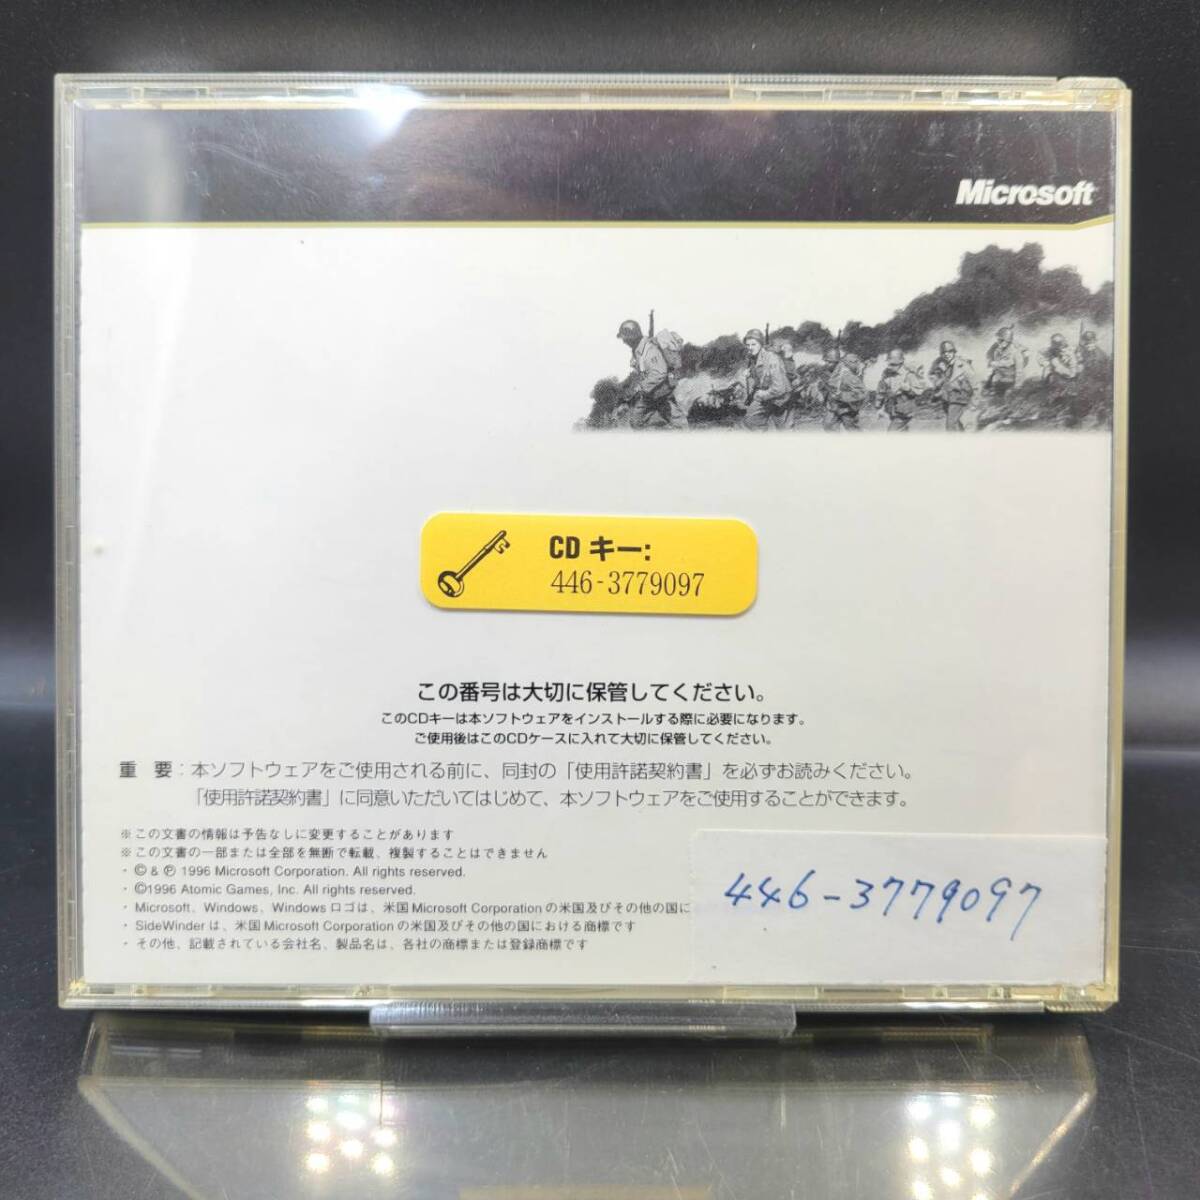 Microsoft
CD キー:
446-3779097
この番号は大切に保管してください。
このCDキーは本ソフトウェアをインストールする際に必要になります。
ご使用後はこのCDケースに入れて大切に保管してください。
重　要：本ソフトウェアをご使用される前に、同封の「使用許諾契約書」を必ずお読みください。
「使用許諾契約書」に同意いただいてはじめて、本ソフトウェアをご使用することができます。
※この文書の情報は予告なしに変更することがあります
※この文書の一部または全部を無断で転載、複製することはできません
・© & ℗ 1996 Microsoft Corporation. All rights reserved.
・©1996 Atomic Games, Inc. All rights reserved.
・Microsoft、Windows、Windows ロゴは、米国 Microsoft Corporation の米国及びその他の国に
・SideWinder は、米国 Microsoft Corporation の米国及びその他の国における商標です
・その他、記載されている会社名、製品名は、各社の商標または登録商標です
446-3779097